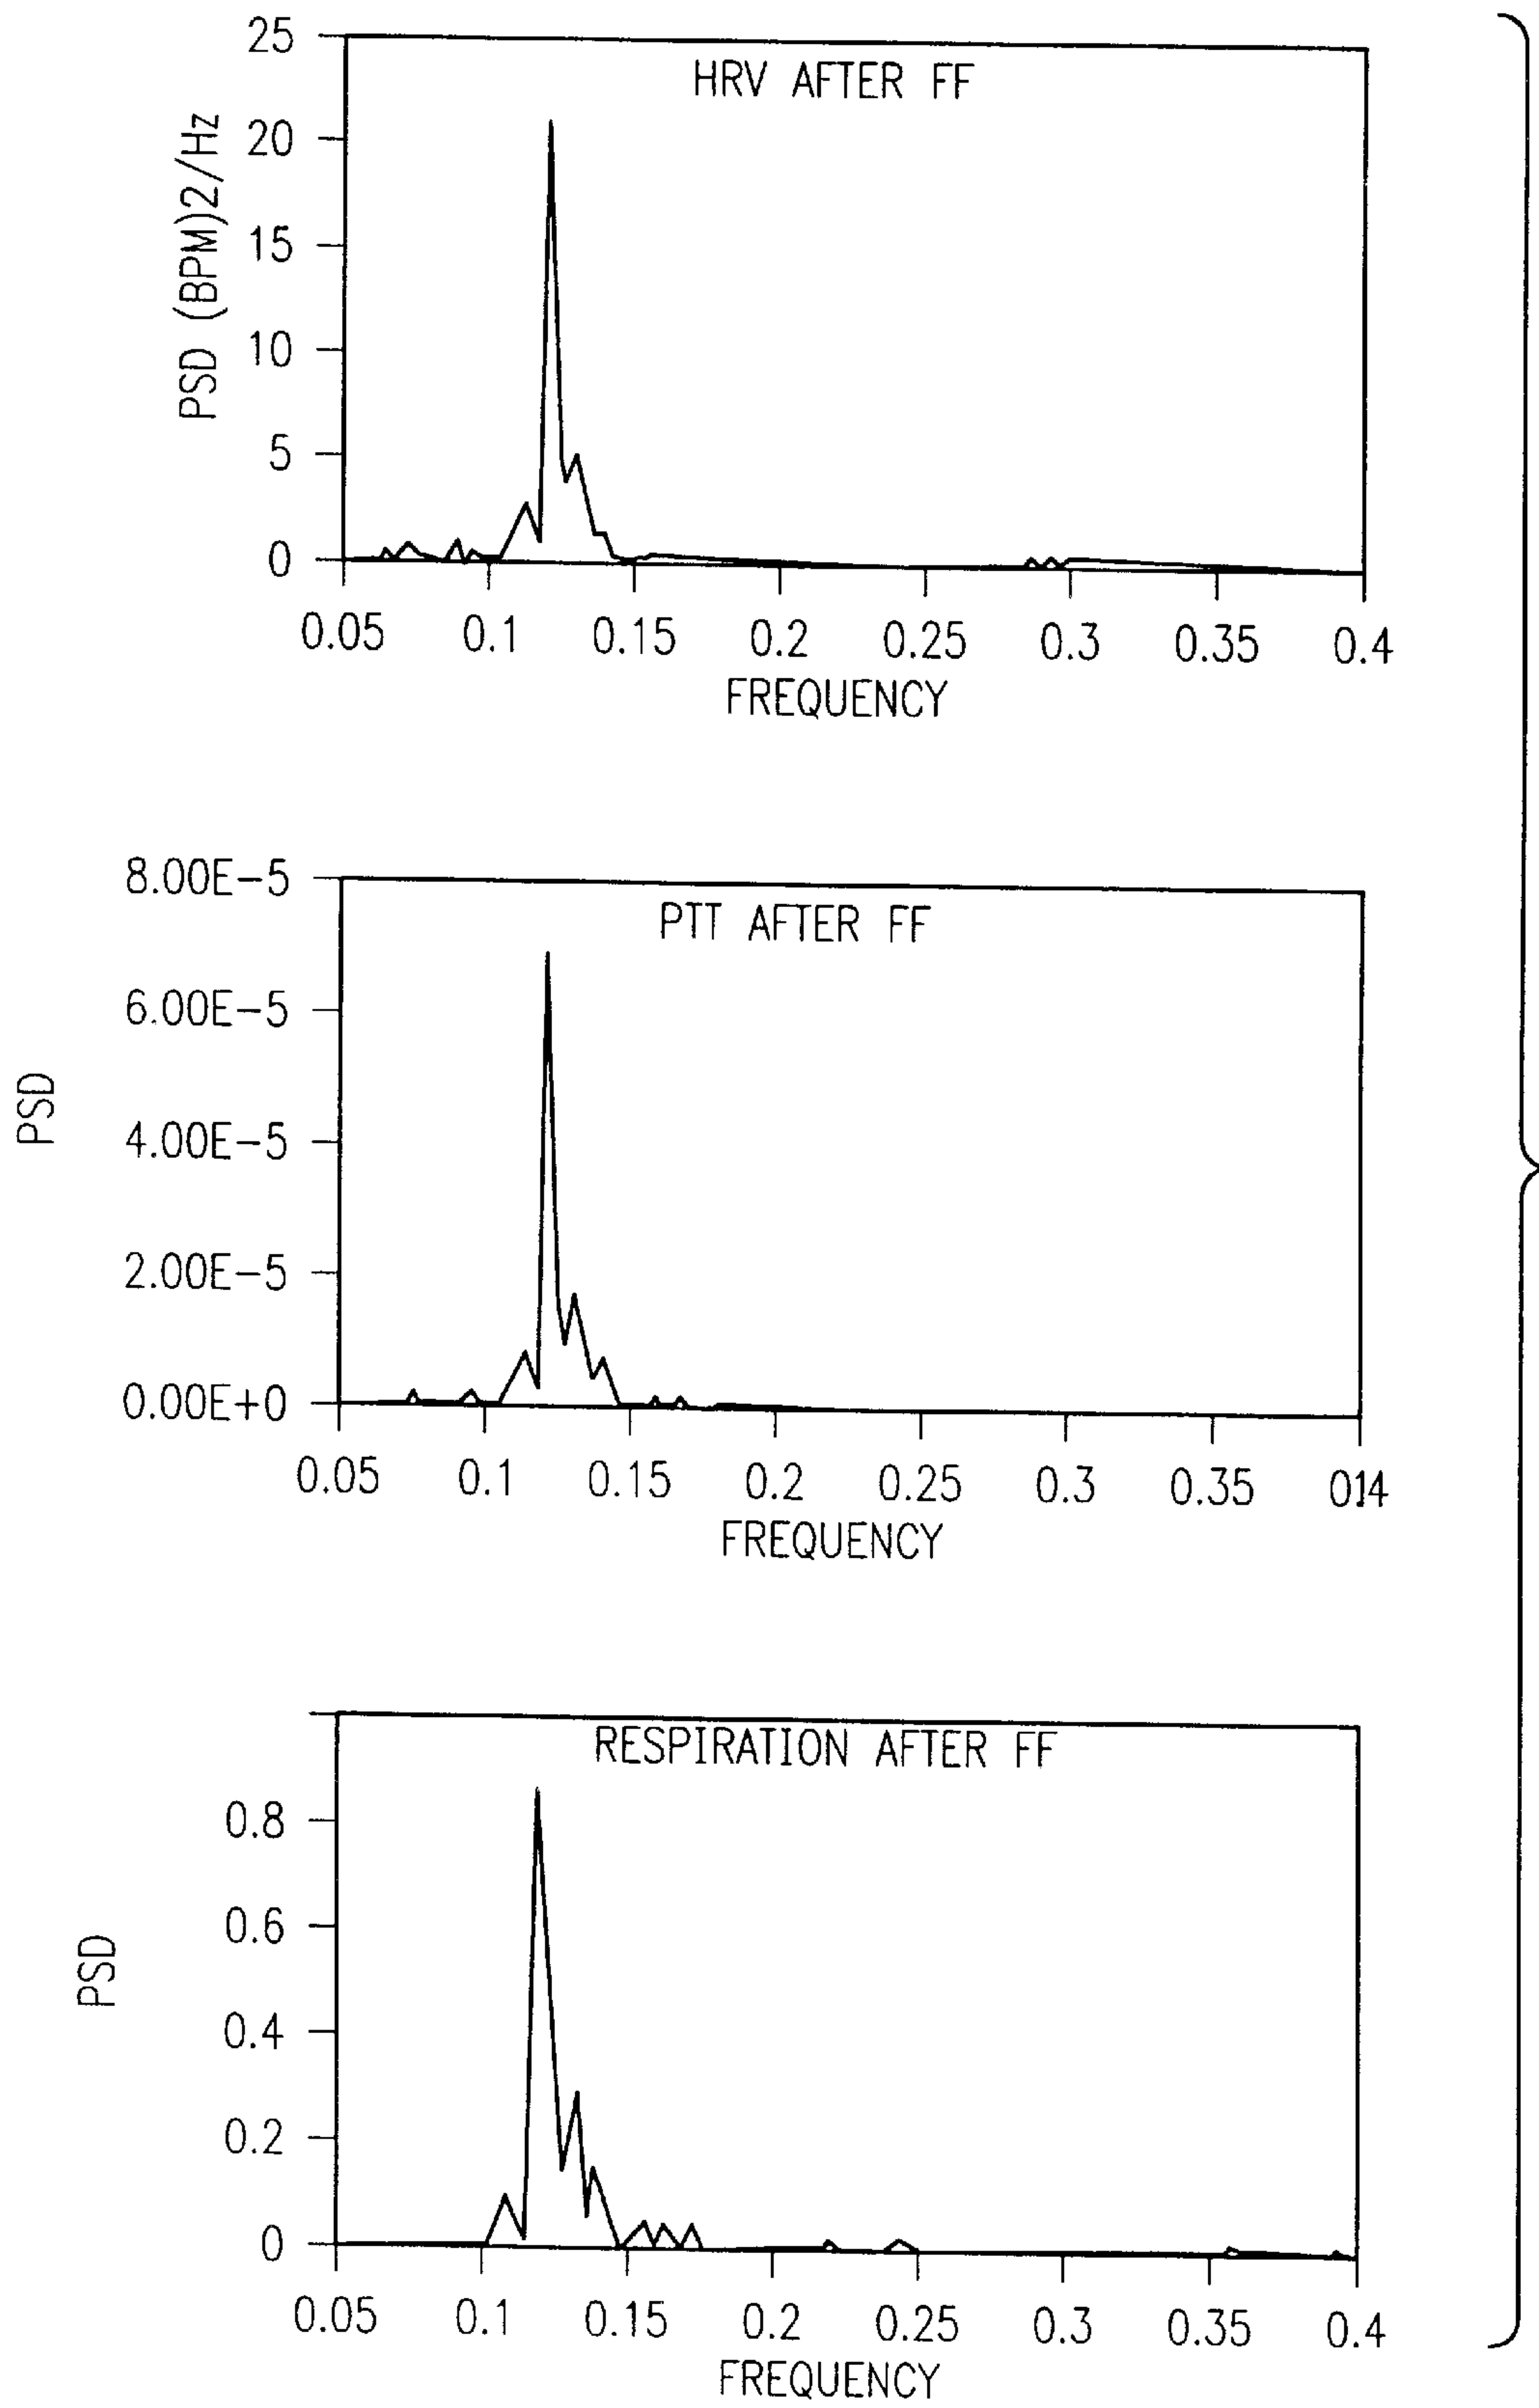 HRV AFTER FF
PSD (BPM)2/Hz
25
20
15
10
5
0
0.05 0.1 0.15 0.2 0.25 0.3 0.35 0.4
FREQUENCY
PTT AFTER FF
PSD
8.00E-5
6.00E-5
4.00E-5
2.00E-5
0.00E+0
0.05 0.1 0.15 0.2 0.25 0.3 0.35 014
FREQUENCY
RESPIRATION AFTER FF
PSD
0.8
0.6
0.4
0.2
0
0.05 0.1 0.15 0.2 0.25 0.3 0.35 0.4
FREQUENCY